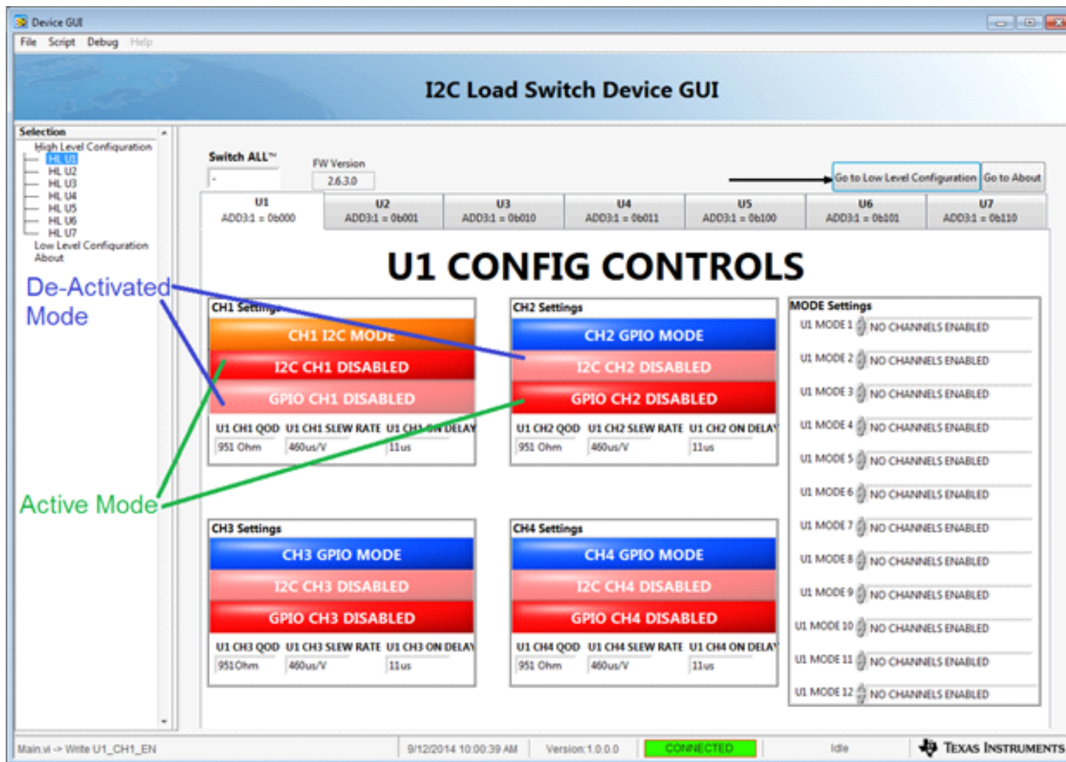 Device GUI
File Script Debug Help
I2C Load Switch Device GUI
Selection
High Level Configuration
HL U1
HL U2
HL U3
HL U4
HL U5
HL U6
HL U7
Low Level Configuration
About
Switch ALL™
-
FW Version
2.6.3.0
Go to Low Level Configuration
Go to About
U1
ADD3:1 = 0b000
U2
ADD3:1 = 0b001
U3
ADD3:1 = 0b010
U4
ADD3:1 = 0b011
U5
ADD3:1 = 0b100
U6
ADD3:1 = 0b101
U7
ADD3:1 = 0b110
U1 CONFIG CONTROLS
De-Activated
Mode
Active Mode
CH1 Settings
CH1 I2C MODE
I2C CH1 DISABLED
GPIO CH1 DISABLED
U1 CH1 QOD U1 CH1 SLEW RATE U1 CH1 ON DELAY
951 Ohm 460us/V 11us
CH2 Settings
CH2 GPIO MODE
I2C CH2 DISABLED
GPIO CH2 DISABLED
U1 CH2 QOD U1 CH2 SLEW RATE U1 CH2 ON DELAY
951 Ohm 460us/V 11us
CH3 Settings
CH3 GPIO MODE
I2C CH3 DISABLED
GPIO CH3 DISABLED
U1 CH3 QOD U1 CH3 SLEW RATE U1 CH3 ON DELAY
951Ohm 460us/V 11us
CH4 Settings
CH4 GPIO MODE
I2C CH4 DISABLED
GPIO CH4 DISABLED
U1 CH4 QOD U1 CH4 SLEW RATE U1 CH4 ON DELAY
951 Ohm 460us/V 11us
MODE Settings
U1 MODE 1 NO CHANNELS ENABLED
U1 MODE 2 NO CHANNELS ENABLED
U1 MODE 3 NO CHANNELS ENABLED
U1 MODE 4 NO CHANNELS ENABLED
U1 MODE 5 NO CHANNELS ENABLED
U1 MODE 6 NO CHANNELS ENABLED
U1 MODE 7 NO CHANNELS ENABLED
U1 MODE 8 NO CHANNELS ENABLED
U1 MODE 9 NO CHANNELS ENABLED
U1 MODE 10 NO CHANNELS ENABLED
U1 MODE 11 NO CHANNELS ENABLED
U1 MODE 12 NO CHANNELS ENABLED
Main.vi -> Write U1_CH1_EN
9/12/2014 10:00:39 AM
Version:1.0.0.0
CONNECTED
Idle
TEXAS INSTRUMENTS